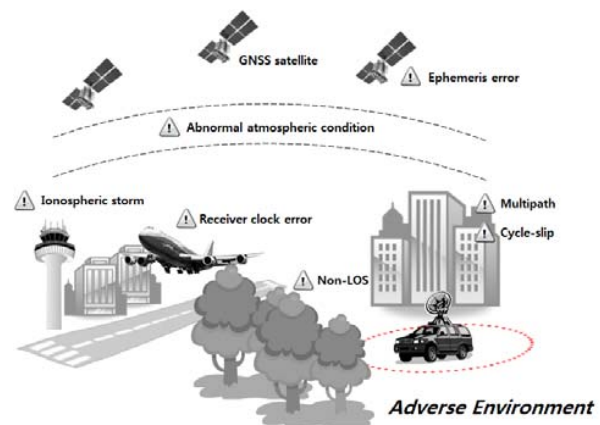 GNSS satellite
Ephemeris error
Abnormal atmospheric condition
Ionospheric storm
Receiver clock error
Multipath
Cycle-slip
Non-LOS
Adverse Environment